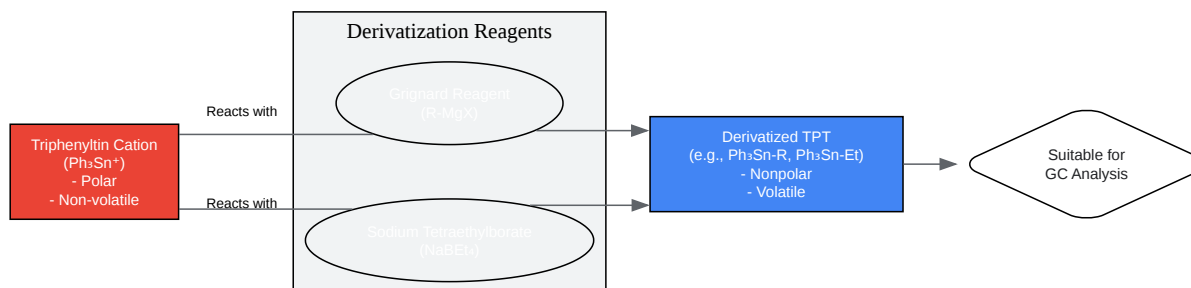 Derivatization Reagents
Grignard Reagent
(R-MgX)
Reacts with
Triphenyltin Cation
(Ph₃Sn⁺)
- Polar
- Non-volatile
Reacts with
Sodium Tetraethylborate
(NaBEt₄)
Derivatized TPT
(e.g., Ph₃Sn-R, Ph₃Sn-Et)
- Nonpolar
- Volatile
Suitable for
GC Analysis